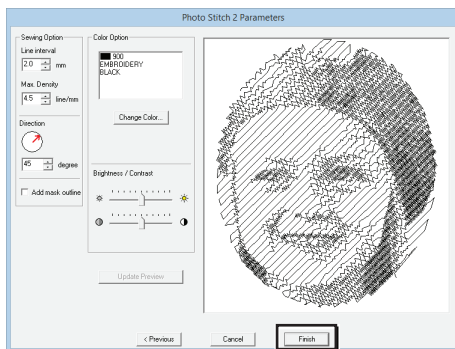 Photo Stitch 2 Parameters
Sewing Option
Line interval
2.0 mm
Max. Density
4.5 line/mm
Direction
45 degree
Add mask outline
Color Option
900
EMBROIDERY
BLACK
Change Color...
Brightness / Contrast
Update Preview
< Previous
Cancel
Finish